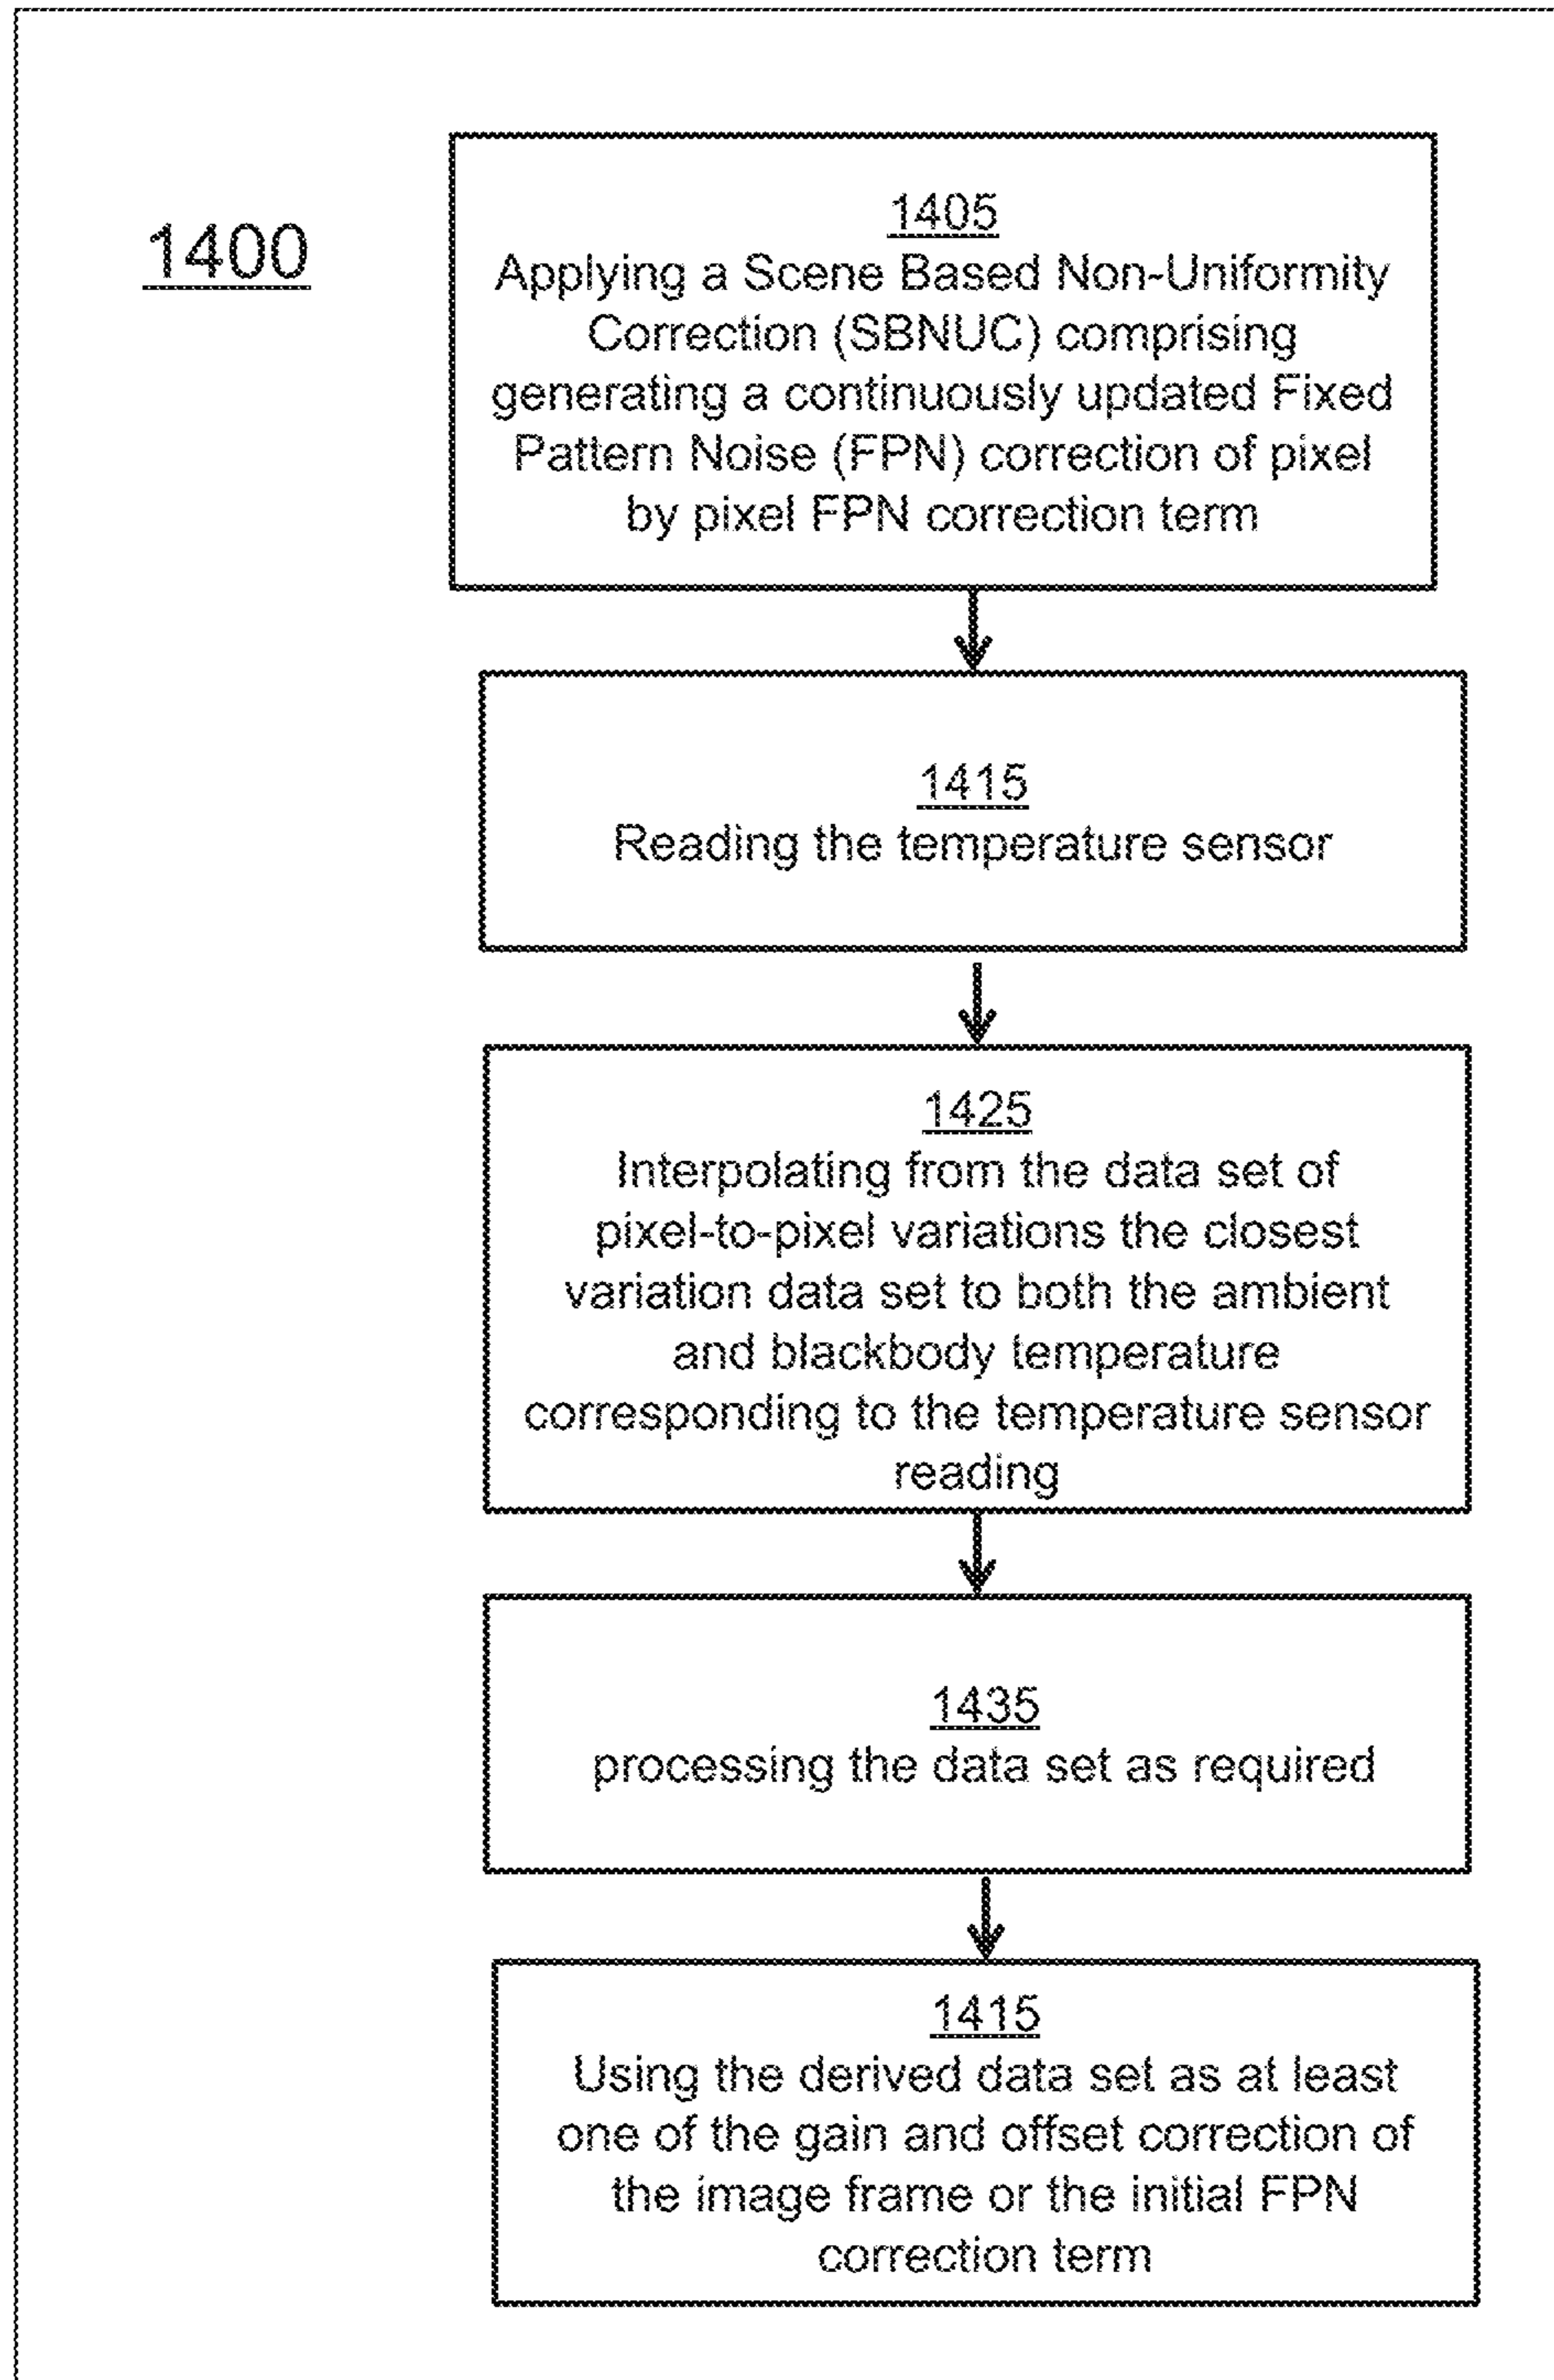 1400
1405
Applying a Scene Based Non-Uniformity
Correction (SBNUC) comprising
generating a continuously updated Fixed
Pattern Noise (FPN) correction of pixel
by pixel FPN correction term
1415
Reading the temperature sensor
1425
Interpolating from the data set of
pixel-to-pixel variations the closest
variation data set to both the ambient
and blackbody temperature
corresponding to the temperature sensor
reading
1435
processing the data set as required
1415
Using the derived data set as at least
one of the gain and offset correction of
the image frame or the initial FPN
correction term